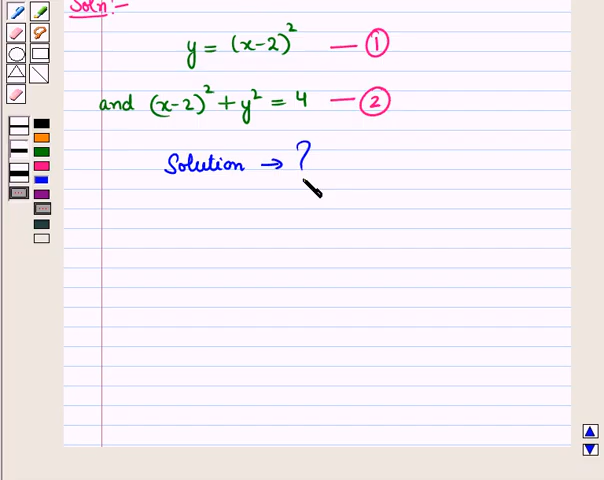 Soln:-
y = (x-2)² — ①
and (x-2)² + y² = 4 — ②
Solution → ?